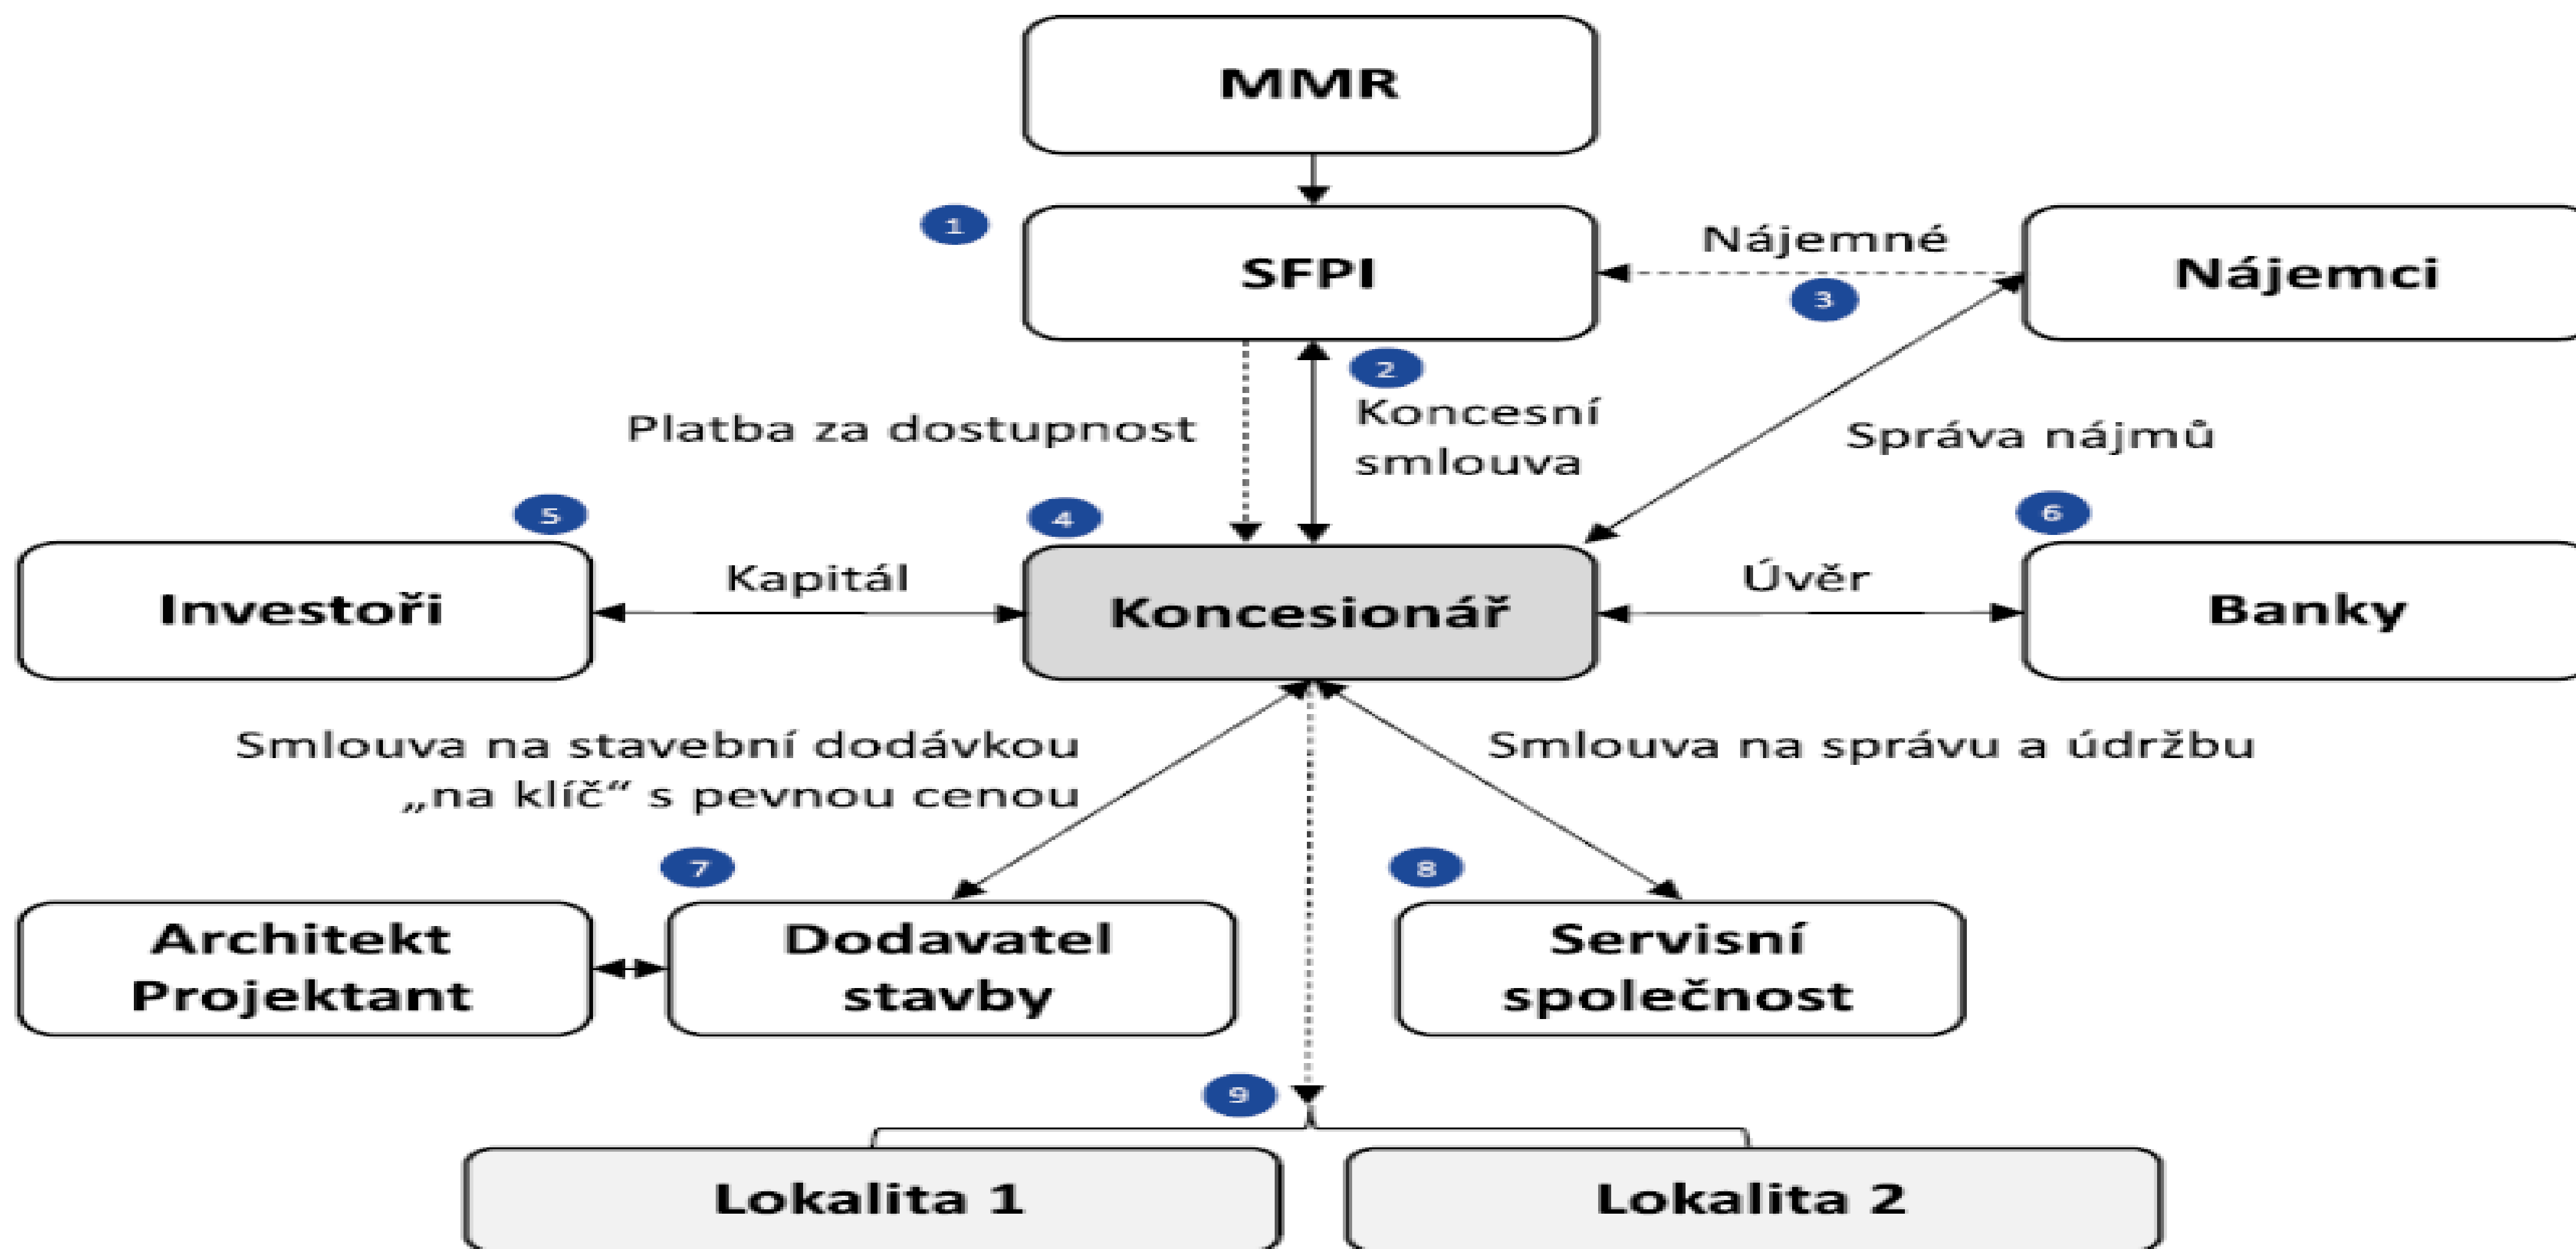 MMR
1
SFPI
Nájemné
3
Nájemci
2
Platba za dostupnost
Koncesní
smlouva
Správa nájmů
5
4
6
Investoři
Kapitál
Koncesionář
Úvěr
Banky
Smlouva na stavební dodávkou
„na klíč“ s pevnou cenou
Smlouva na správu a údržbu
7
8
Architekt
Projektant
Dodavatel
stavby
Servisní
společnost
9
Lokalita 1
Lokalita 2